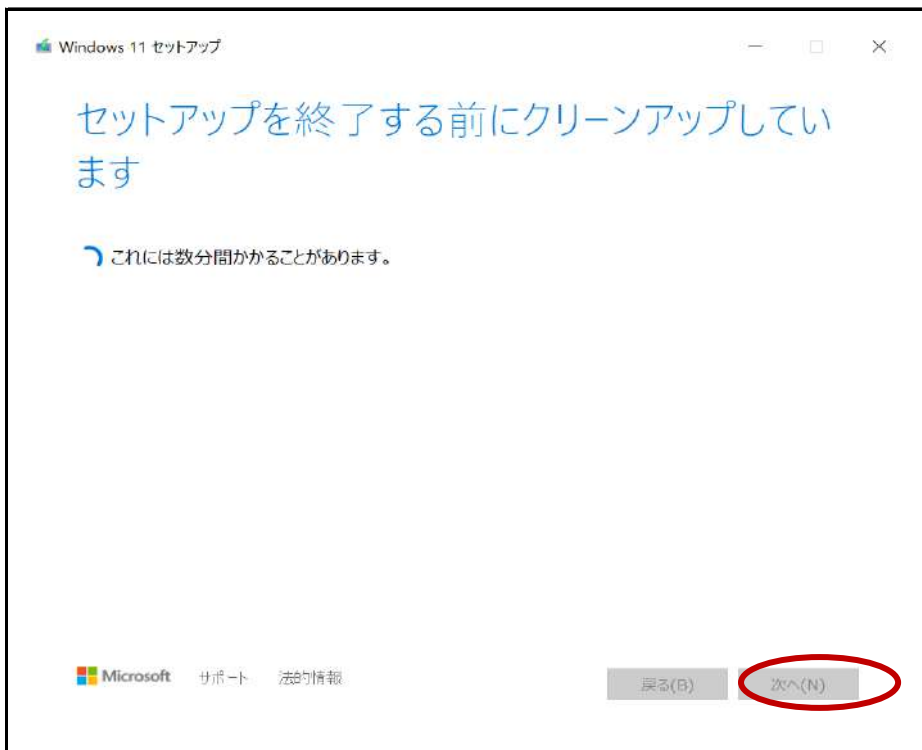 Windows 11 セットアップ
セットアップを終了する前にクリーンアップしてい
ます
これには数分間かかることがあります。
Microsoft サポート 法的情報 戻る(B) 次へ(N)